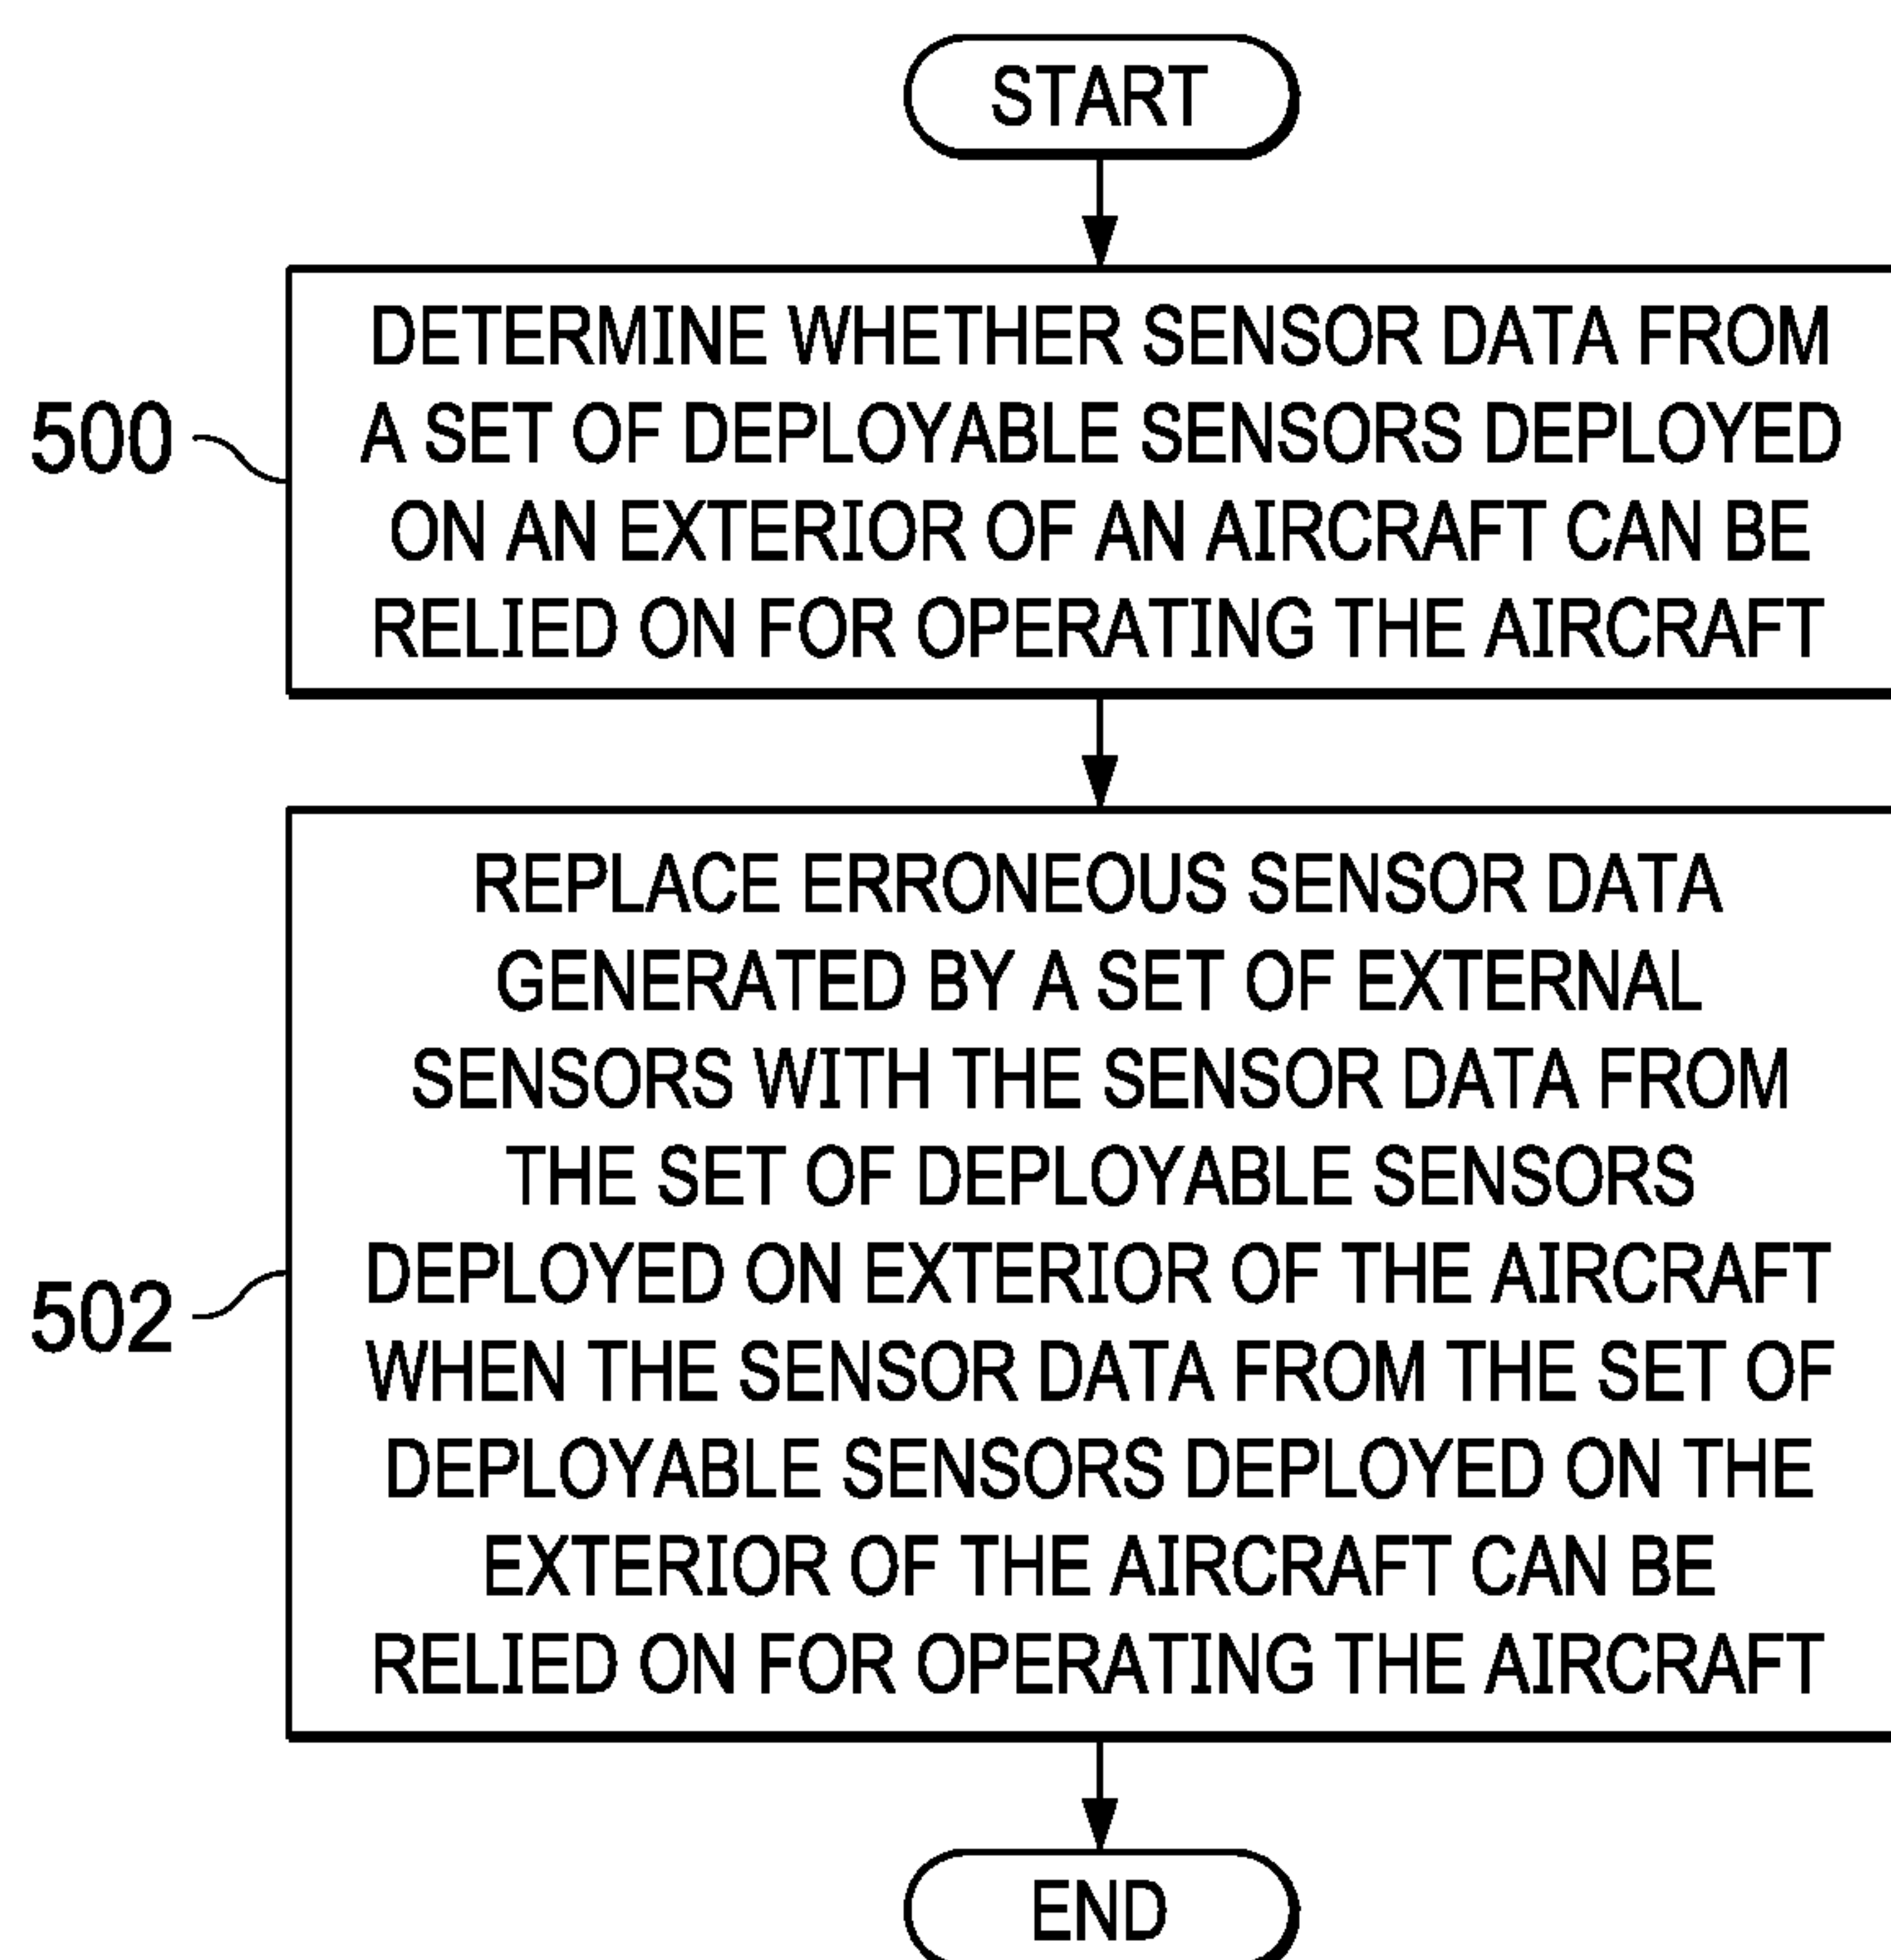 START
DETERMINE WHETHER SENSOR DATA FROM
A SET OF DEPLOYABLE SENSORS DEPLOYED
ON AN EXTERIOR OF AN AIRCRAFT CAN BE
RELIED ON FOR OPERATING THE AIRCRAFT
500
REPLACE ERRONEOUS SENSOR DATA
GENERATED BY A SET OF EXTERNAL
SENSORS WITH THE SENSOR DATA FROM
THE SET OF DEPLOYABLE SENSORS
DEPLOYED ON EXTERIOR OF THE AIRCRAFT
WHEN THE SENSOR DATA FROM THE SET OF
DEPLOYABLE SENSORS DEPLOYED ON THE
EXTERIOR OF THE AIRCRAFT CAN BE
RELIED ON FOR OPERATING THE AIRCRAFT
502
END